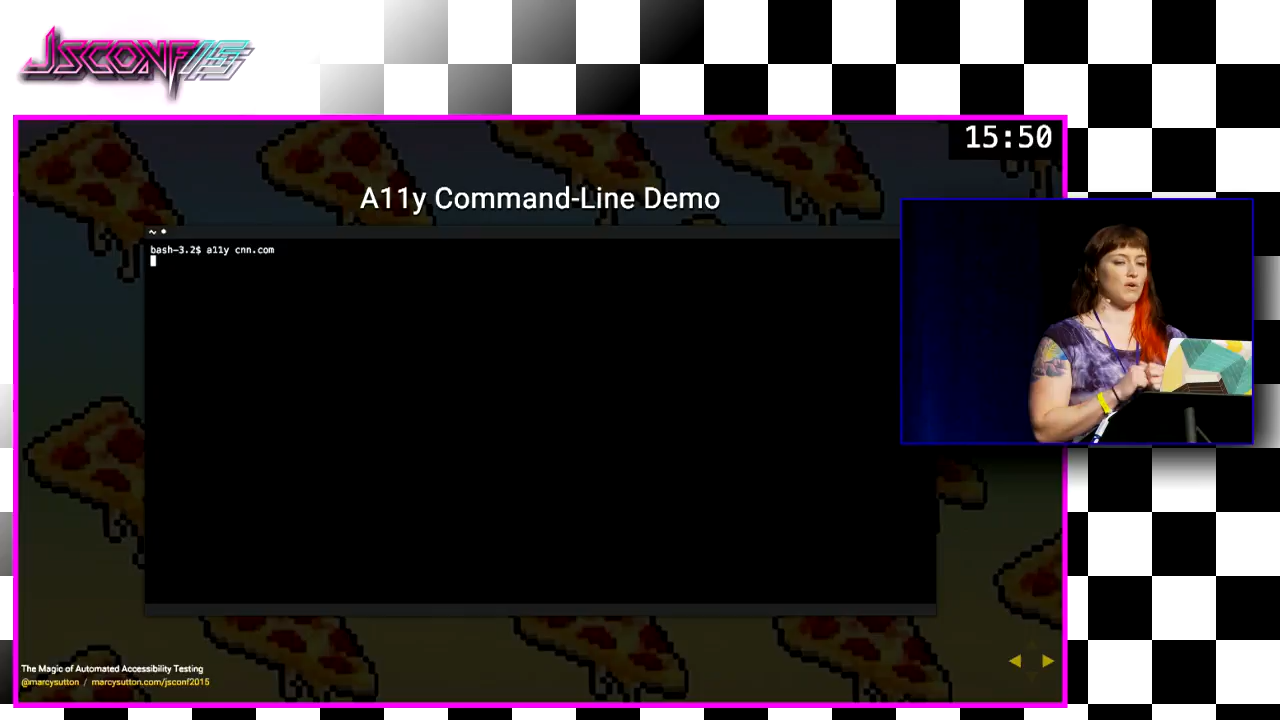 JSCONF15
15:50
A11y Command-Line Demo
~ •
bash-3.2$ a11y cnn.com
The Magic of Automated Accessibility Testing
@marcysutton / marcysutton.com/jsconf2015